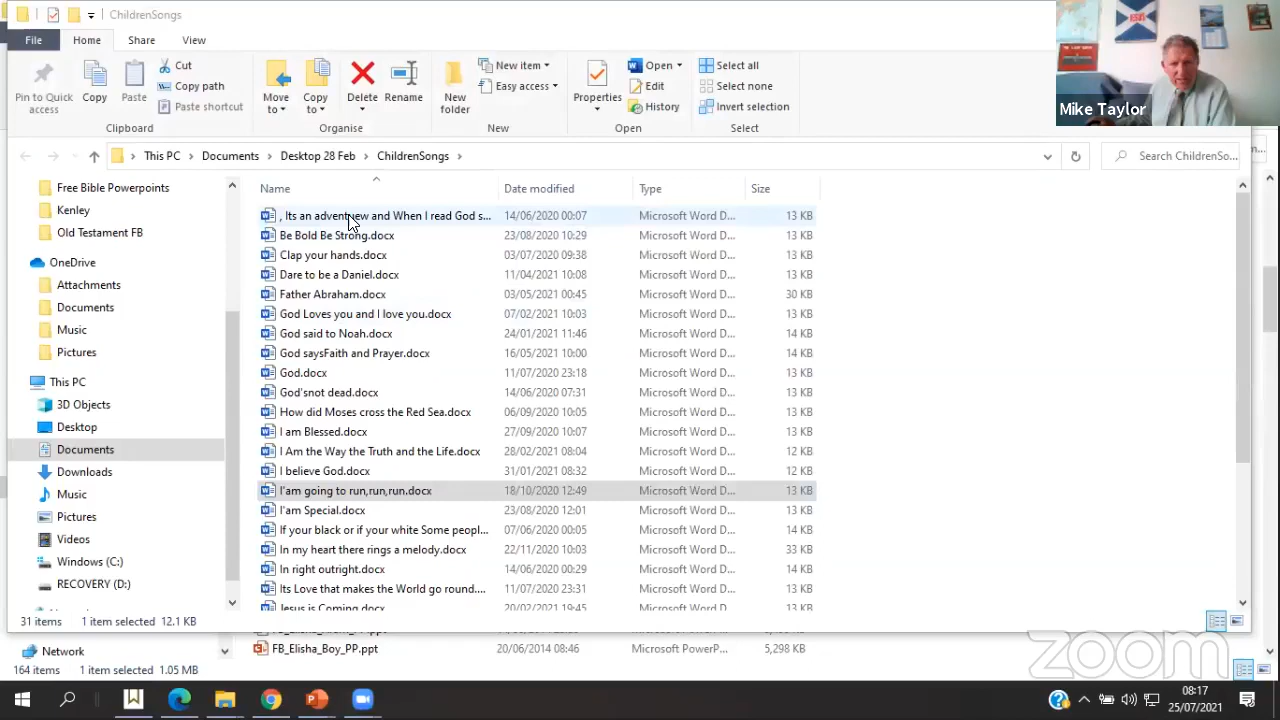 ChildrenSongs
File Home Share View
Pin to Quick access
Copy
Paste
Cut
Copy path
Paste shortcut
Clipboard
Move to
Copy to
Delete
Rename
Organise
New folder
New item
Easy access
New
Properties
Open
Edit
History
Open
Select all
Select none
Invert selection
Select
Mike Taylor
This PC Documents Desktop 28 Feb ChildrenSongs
Search ChildrenSo...
Free Bible Powerpoints
Kenley
Old Testament FB
OneDrive
Attachments
Documents
Music
Pictures
This PC
3D Objects
Desktop
Documents
Downloads
Music
Pictures
Videos
Windows (C:)
RECOVERY (D:)
Name Date modified Type Size
, Its an adventnew and When I read God s... 14/06/2020 00:07 Microsoft Word D... 13 KB
Be Bold Be Strong.docx 23/08/2020 10:29 Microsoft Word D... 13 KB
Clap your hands.docx 03/07/2020 09:38 Microsoft Word D... 13 KB
Dare to be a Daniel.docx 11/04/2021 10:08 Microsoft Word D... 13 KB
Father Abraham.docx 03/05/2021 00:45 Microsoft Word D... 30 KB
God Loves you and I love you.docx 07/02/2021 10:03 Microsoft Word D... 13 KB
God said to Noah.docx 24/01/2021 11:46 Microsoft Word D... 14 KB
God saysFaith and Prayer.docx 16/05/2021 10:00 Microsoft Word D... 14 KB
God.docx 11/07/2020 23:18 Microsoft Word D... 13 KB
God'snot dead.docx 14/06/2020 07:31 Microsoft Word D... 13 KB
How did Moses cross the Red Sea.docx 06/09/2020 10:05 Microsoft Word D... 13 KB
I am Blessed.docx 27/09/2020 10:07 Microsoft Word D... 13 KB
I Am the Way the Truth and the Life.docx 28/02/2021 08:04 Microsoft Word D... 12 KB
I believe God.docx 31/01/2021 08:32 Microsoft Word D... 12 KB
I'am going to run,run,run.docx 18/10/2020 12:49 Microsoft Word D... 13 KB
I'am Special.docx 23/08/2020 12:01 Microsoft Word D... 13 KB
If your black or if your white Some peopl... 07/06/2020 00:05 Microsoft Word D... 14 KB
In my heart there rings a melody.docx 22/11/2020 10:03 Microsoft Word D... 33 KB
In right outright.docx 14/06/2020 00:29 Microsoft Word D... 14 KB
Its Love that makes the World go round.... 11/07/2020 23:31 Microsoft Word D... 13 KB
Jesus is Coming.docx 20/02/2021 19:45 Microsoft Word D... 13 KB
31 items 1 item selected 12.1 KB
Network
FB_Elisha_Boy_PP.ppt 20/06/2014 08:46 Microsoft PowerP... 5,298 KB
164 items 1 item selected 1.05 MB
zoom
08:17
25/07/2021